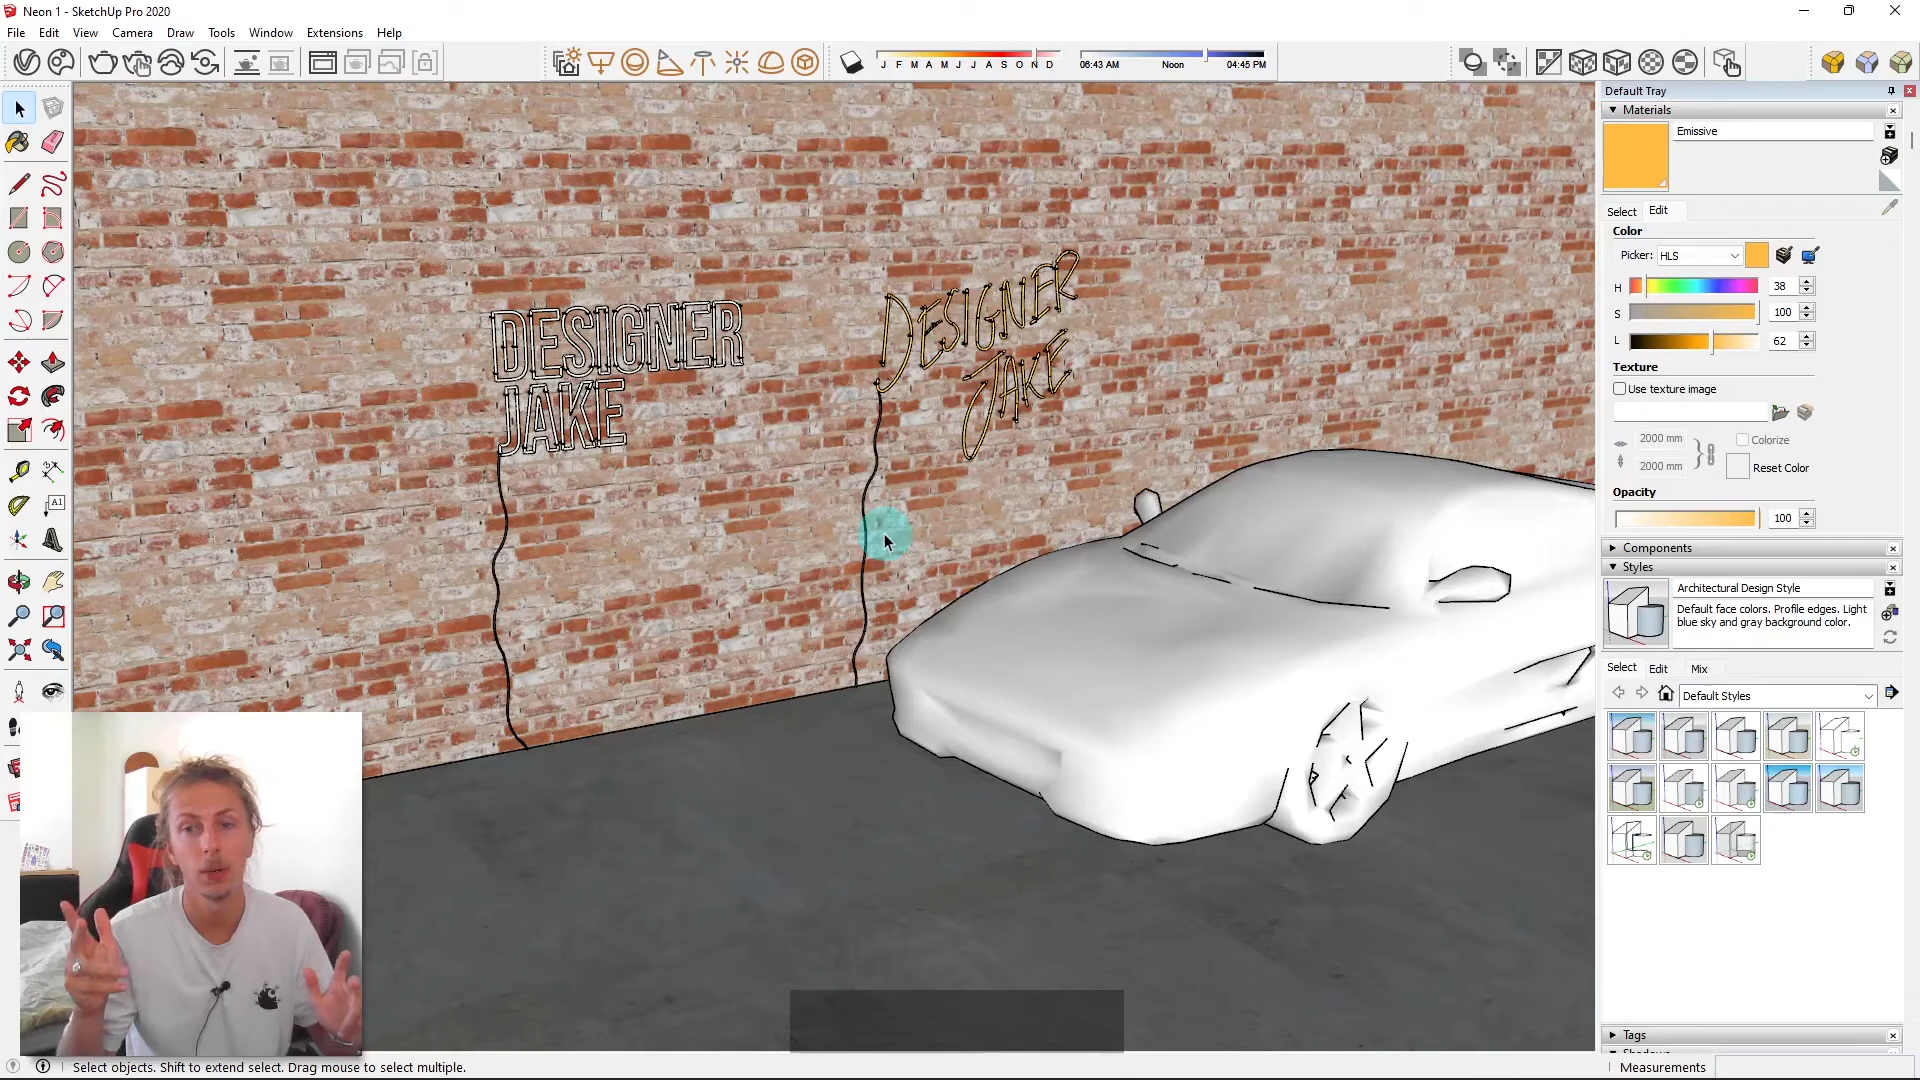 Neon 1 - SketchUp Pro 2020
File Edit View Camera Draw Tools Window Extensions Help
J F M A M J J A S O N D
06:43 AM Noon 04:45 PM
Default Tray
Materials
Emissive
Select Edit
Color
Picker: HLS
H 38
S 100
L 62
Texture
Use texture image
2000 mm Colorize
2000 mm Reset Color
Opacity
100
Components
Styles
Architectural Design Style
Default face colors. Profile edges. Light
blue sky and gray background color.
Select Edit Mix
Default Styles
Tags
DESIGNER
JAKE
DESIGNER
JAKE
A1
Select objects. Shift to extend select. Drag mouse to select multiple.
Measurements